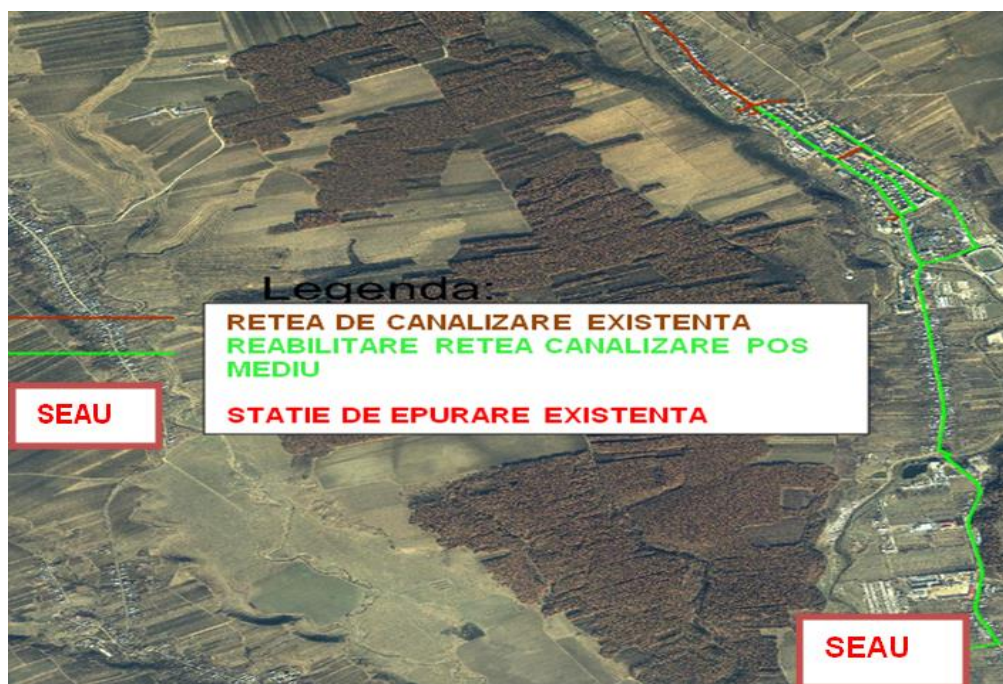 Legenda:
RETEA DE CANALIZARE EXISTENTA
REABILITARE RETEA CANALIZARE POS
MEDIU
SEAU
STATIE DE EPURARE EXISTENTA
SEAU